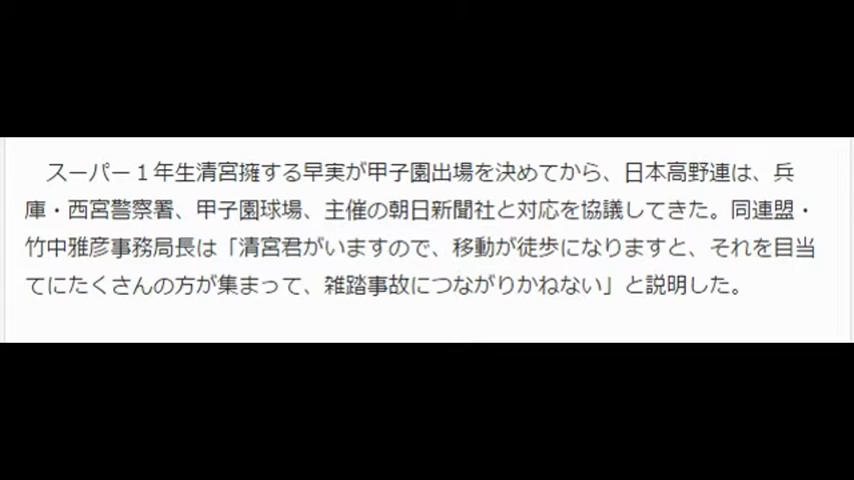 スーパー１年生清宮擁する早実が甲子園出場を決めてから、日本高野連は、兵
庫・西宮警察署、甲子園球場、主催の朝日新聞社と対応を協議してきた。同連盟・
竹中雅彦事務局長は「清宮君がいますので、移動が徒歩になりますと、それを目当
てにたくさんの方が集まって、雑踏事故につながりかねない」と説明した。